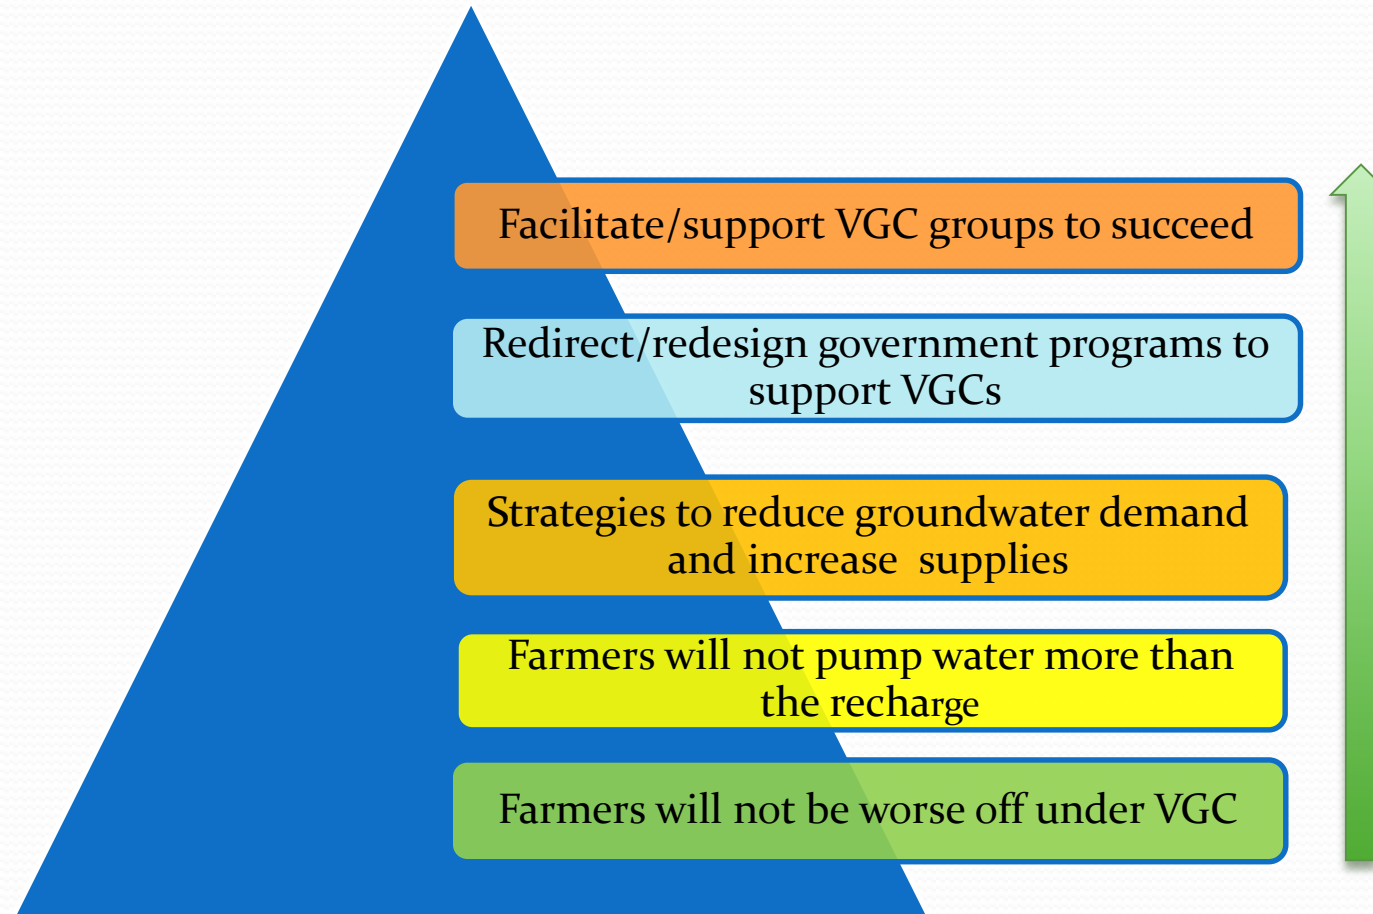 Facilitate/support VGC groups to succeed
Redirect/redesign government programs to
support VGCs
Strategies to reduce groundwater demand
and increase  supplies
Farmers will not pump water more than
the recharge
Farmers will not be worse off under VGC